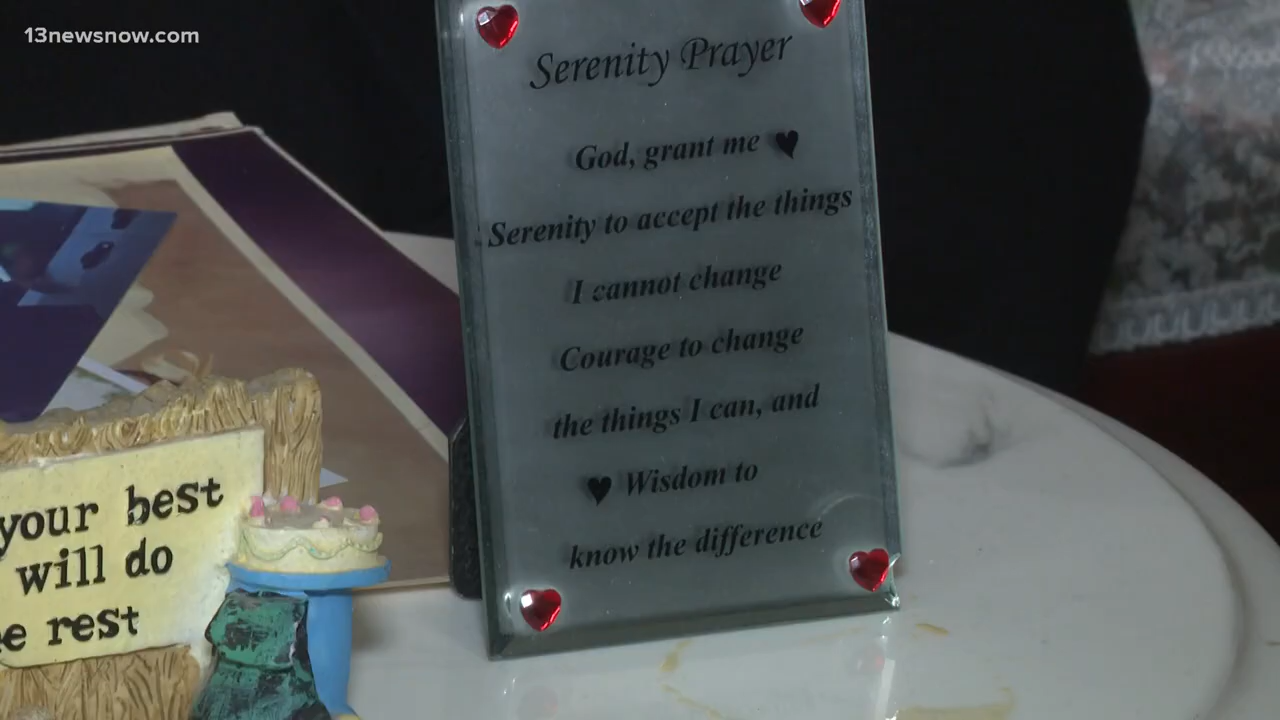 13newsnow.com
Serenity Prayer
God, grant me
Serenity to accept the things
I cannot change
Courage to change
the things I can, and
Wisdom to
know the difference
your best
will do
rest